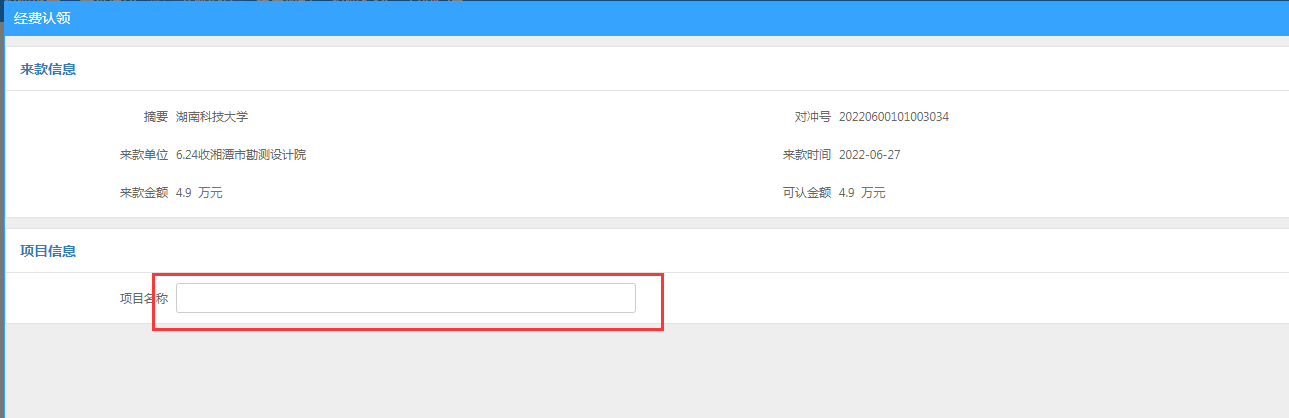 经费认领
来款信息
摘要 湖南科技大学 对冲号 20220600101003034
来款单位 6.24收湘潭市勘测设计院 来款时间 2022-06-27
来款金额 4.9 万元 可认金额 4.9 万元
项目信息
项目名称